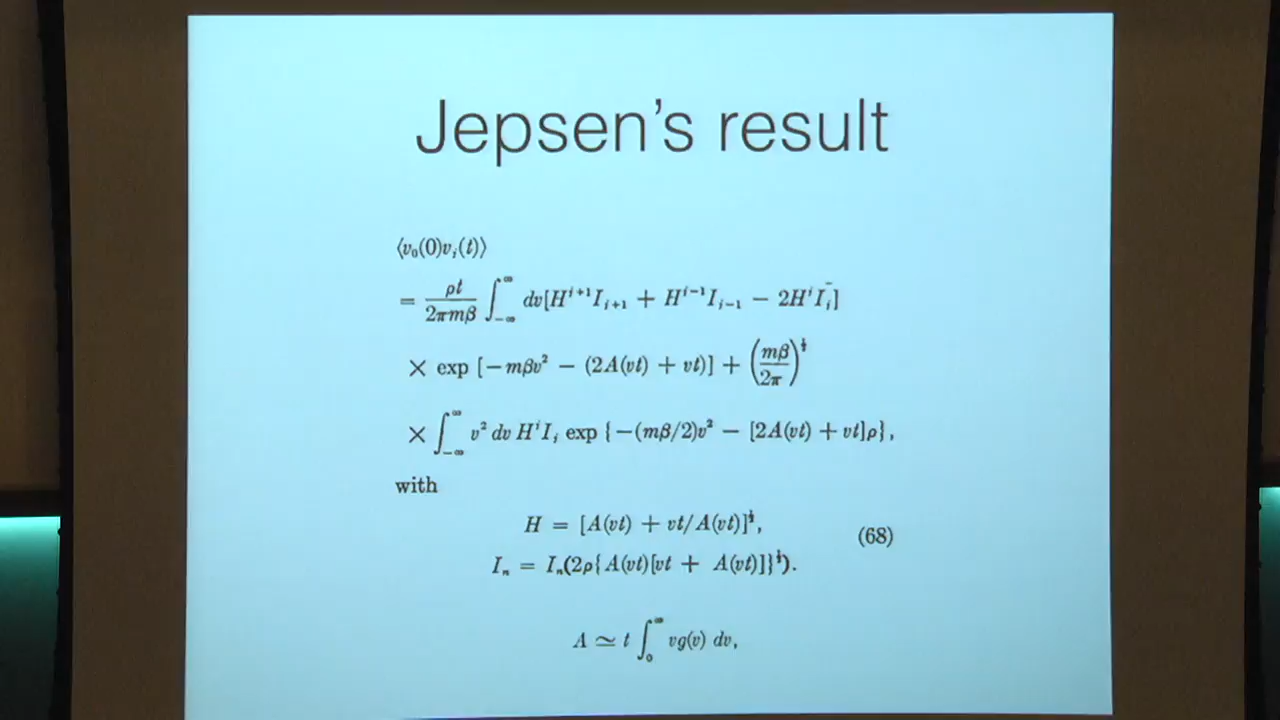 Jepsen's result
⟨v₀(0)vᵢ(t)⟩
= ρt/2πmβ ∫_{-∞}^{∞} dv[H^{i+1}I_{i+1} + H^{i-1}I_{i-1} − 2H^iI_i]
× exp [−mβv² − (2A(vt) + vt)] + (mβ/2π)^{½}
× ∫_{-∞}^{∞} v² dv H^iI_i exp {−(mβ/2)v² − [2A(vt) + vt]ρ},
with
H = [A(vt) + vt/A(vt)]^{½},
(68)
I_n = I_n(2ρ{A(vt)[vt + A(vt)]}^{½}).
A ≃ t ∫_0^∞ vg(v) dv,